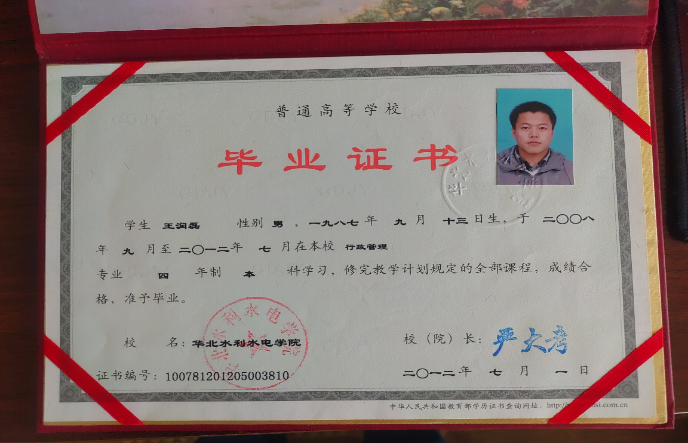 普通高等学校
毕业证书
学生 王润磊 性别 男 ，一九八七年 九 月 十三日生，于 二〇〇八
年 九 月至 二〇一二年 七 月在本校 行政管理
专业 四 年制 本 科学习，修完教学计划规定的全部课程，成绩合
格，准予毕业。
校 名：华北水利水电学院
校（院）长：严大考
证书编号：100781201205003810
二〇一二年 七 月 一 日
中华人民共和国教育部学历证书查询网址：